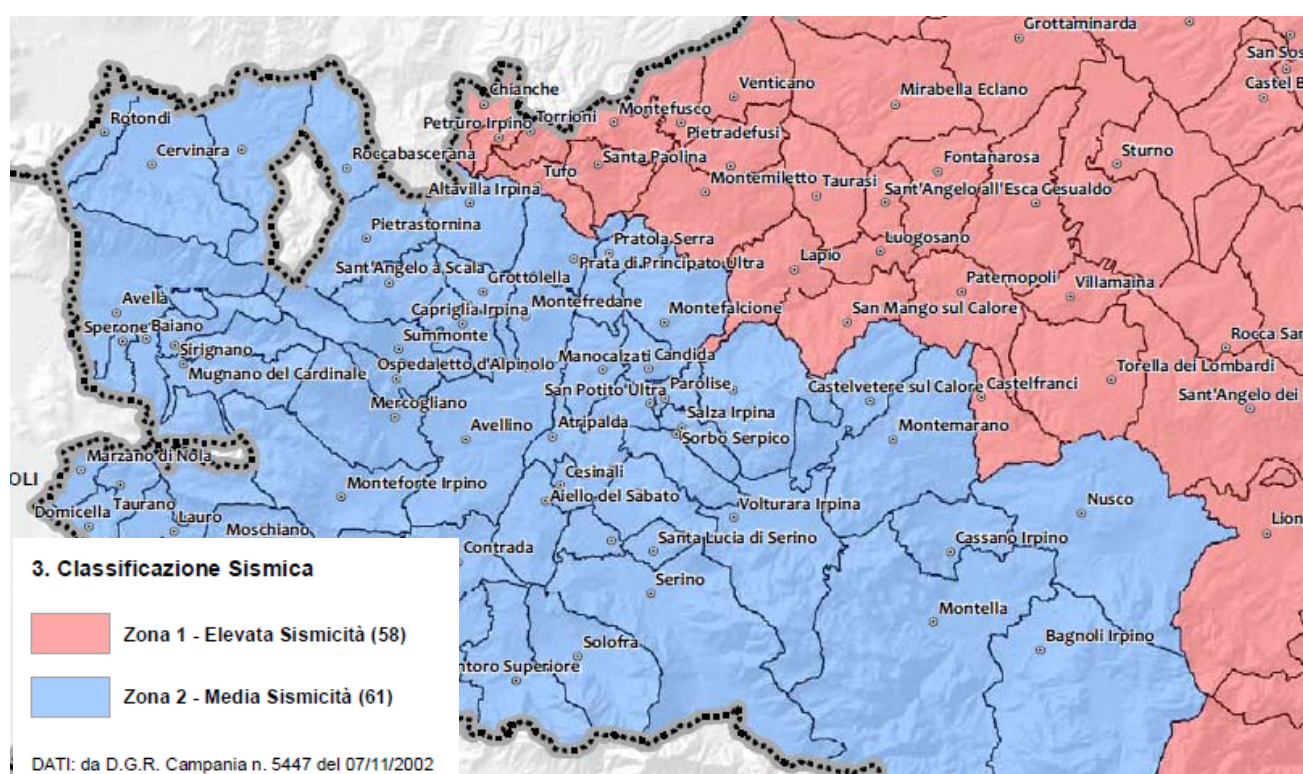 Grottaminarda
San Sos
Venticano
Mirabella Eclano
Castel B
Chianche
Montefusco
Rotondi
Petruro Irpino
Torrioni
Pietradefusi
Cervinara
Roccabascerana
Santa Paolina
Fontanarosa
Sturno
Tufo
Montemiletto
Taurasi
Altavilla Irpina
Sant'Angelo all'Esca
Gesualdo
Pietrastornina
Pratola Serra
Luogosano
Prata di Principato Ultra
Lapio
Sant'Angelo a Scala
Grottolella
Paternopoli
Villamaina
Avella
Capriglia Irpina
Montefredane
Montefalcione
San Mango sul Calore
Sperone
Baiano
Summonte
Rocca San
Sirignano
Manocalzati
Candida
Ospedaletto d'Alpinolo
Torella dei Lombardi
Mugnano del Cardinale
San Potito Ultra
Parolise
Castelvetere sul Calore
Castelfranci
Sant'Angelo dei
Mercogliano
Salza Irpina
Avellino
Atripalda
Sorbo Serpico
Montemarano
Marzano di Nola
OLI
Cesinali
Monteforte Irpino
Aiello del Sabato
Nusco
Taurano
Volturara Irpina
Domicella
Lauro
Moschiano
Lion
Contrada
Santa Lucia di Serino
Cassano Irpino
Serino
Montella
Solofra
Bagnoli Irpino
ntoro Superiore
3. Classificazione Sismica
Zona 1 - Elevata Sismicità (58)
Zona 2 - Media Sismicità (61)
DATI: da D.G.R. Campania n. 5447 del 07/11/2002